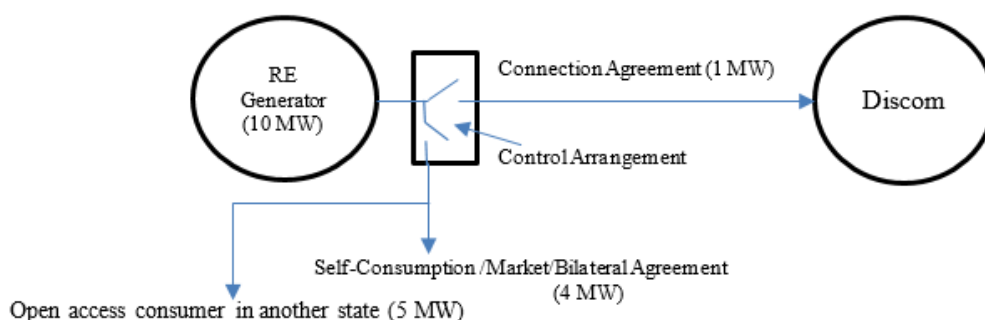 RE
Generator
(10 MW)
Connection Agreement (1 MW)
Discom
Control Arrangement
Self-Consumption /Market/Bilateral Agreement
(4 MW)
Open access consumer in another state (5 MW)